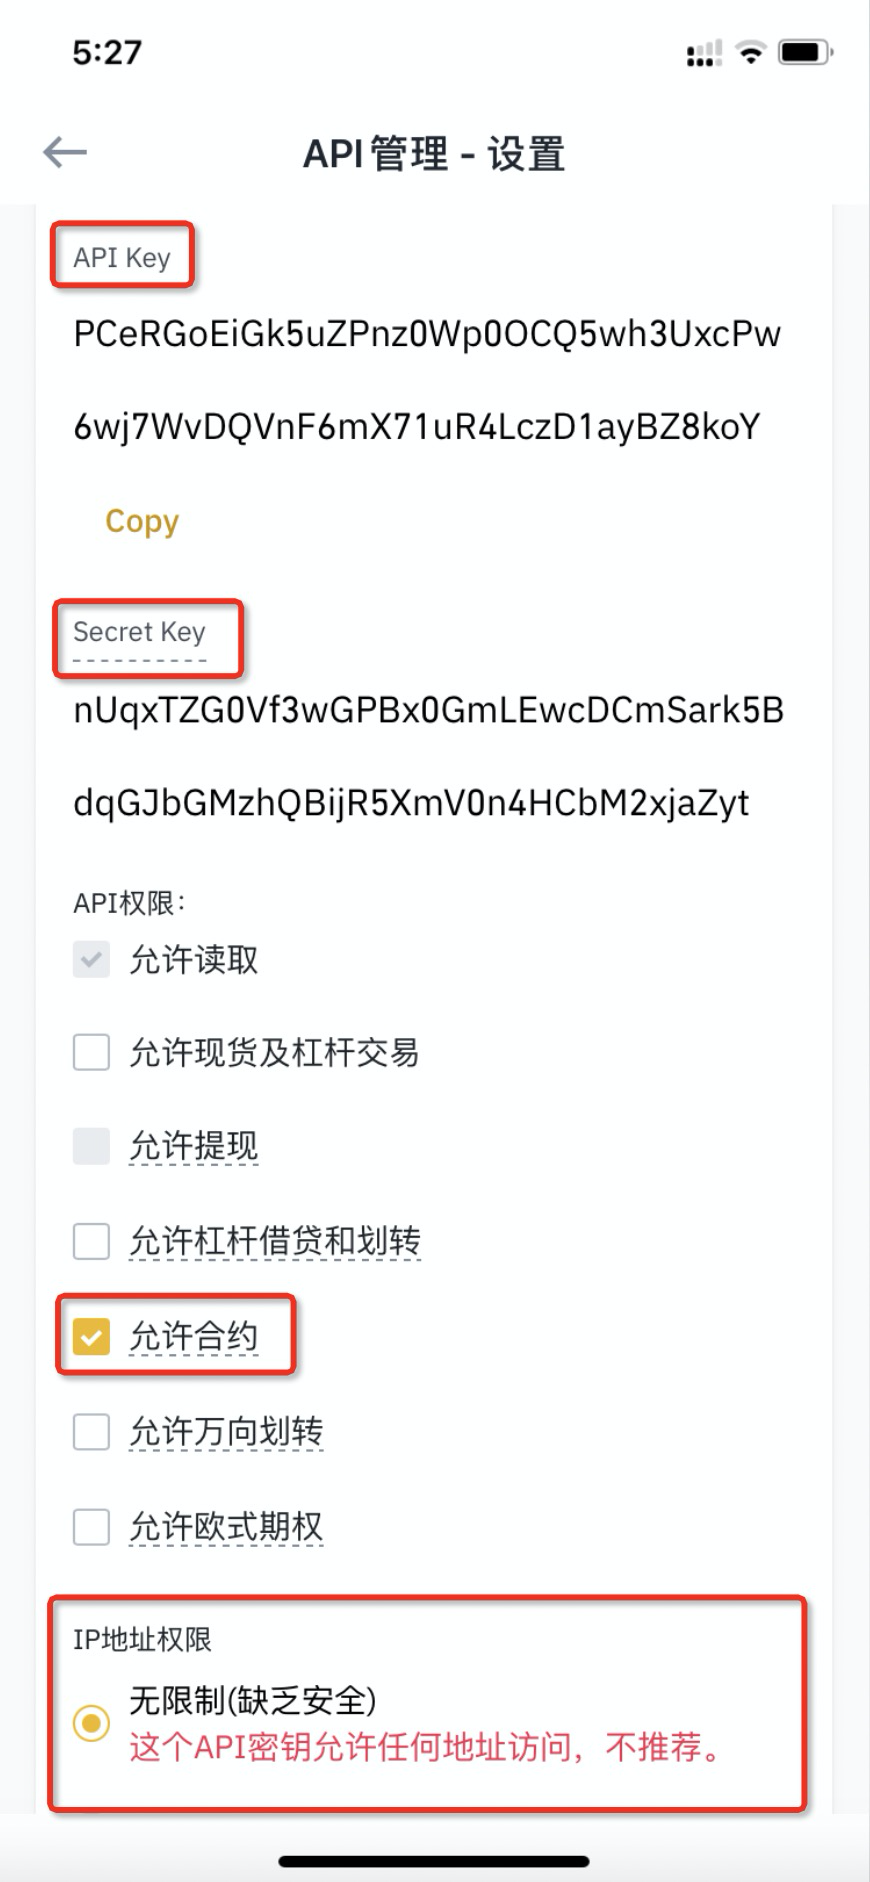 5:27
API管理 - 设置
API Key
PCeRGoEiGk5uZPnz0Wp0OCQ5wh3UxcPw
6wj7WvDQVnF6mX71uR4LczD1ayBZ8koY
Copy
Secret Key
nUqxTZG0Vf3wGPBx0GmLEwcDCmSark5B
dqGJbGMzhQBijR5XmV0n4HCbM2xjaZyt
API权限：
允许读取
允许现货及杠杆交易
允许提现
允许杠杆借贷和划转
允许合约
允许万向划转
允许欧式期权
IP地址权限
无限制(缺乏安全)
这个API密钥允许任何地址访问，不推荐。